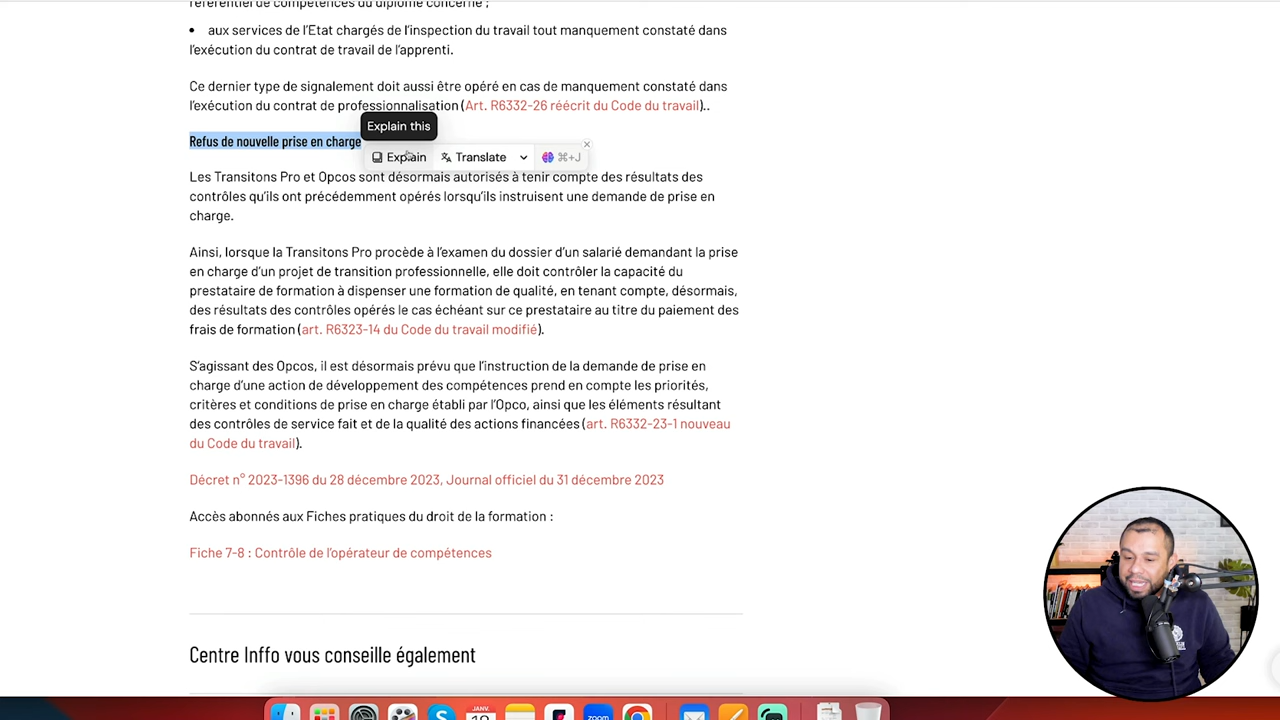 référentiel de compétences du diplôme concerné ;
• aux services de l'Etat chargés de l'inspection du travail tout manquement constaté dans
l'exécution du contrat de travail de l'apprenti.
Ce dernier type de signalement doit aussi être opéré en cas de manquement constaté dans
l'exécution du contrat de professionnalisation (Art. R6332-26 réécrit du Code du travail)..
Explain this
Refus de nouvelle prise en charge
Explain
Translate
⌘+J
Les Transitons Pro et Opcos sont désormais autorisés à tenir compte des résultats des
contrôles qu'ils ont précédemment opérés lorsqu'ils instruisent une demande de prise en
charge.
Ainsi, lorsque la Transitons Pro procède à l'examen du dossier d'un salarié demandant la prise
en charge d'un projet de transition professionnelle, elle doit contrôler la capacité du
prestataire de formation à dispenser une formation de qualité, en tenant compte, désormais,
des résultats des contrôles opérés le cas échéant sur ce prestataire au titre du paiement des
frais de formation (art. R6323-14 du Code du travail modifié).
S'agissant des Opcos, il est désormais prévu que l'instruction de la demande de prise en
charge d'une action de développement des compétences prend en compte les priorités,
critères et conditions de prise en charge établi par l'Opco, ainsi que les éléments résultant
des contrôles de service fait et de la qualité des actions financées (art. R6332-23-1 nouveau
du Code du travail).
Décret n° 2023-1396 du 28 décembre 2023, Journal officiel du 31 décembre 2023
Accès abonnés aux Fiches pratiques du droit de la formation :
Fiche 7-8 : Contrôle de l'opérateur de compétences
Centre Inffo vous conseille également
JANV.
zoom